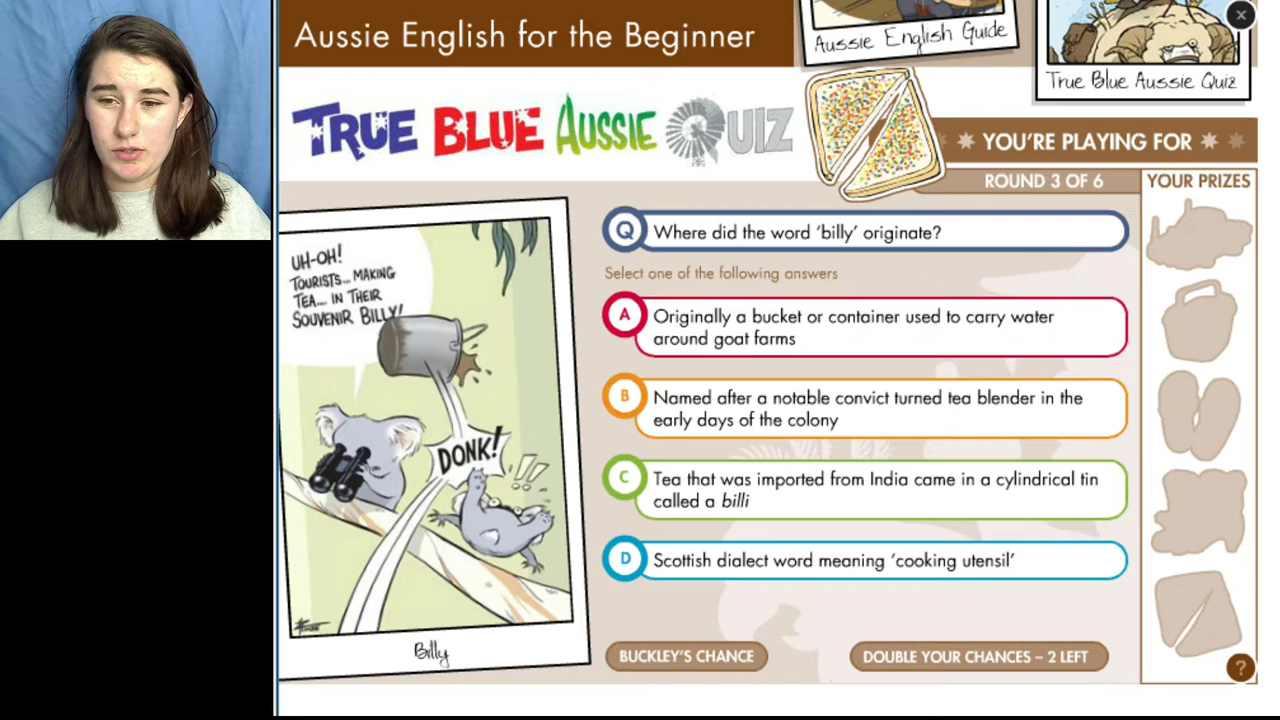 Aussie English for the Beginner
Aussie English Guide
True Blue Aussie Quiz
TRUE BLUE AUSSIE QUIZ
YOU'RE PLAYING FOR
ROUND 3 OF 6
YOUR PRIZES
UH-OH!
TOURISTS... MAKING
TEA... IN THEIR
SOUVENIR BILLY!
DONK!
Billy
Q Where did the word 'billy' originate?
Select one of the following answers
A Originally a bucket or container used to carry water
around goat farms
B Named after a notable convict turned tea blender in the
early days of the colony
C Tea that was imported from India came in a cylindrical tin
called a billi
D Scottish dialect word meaning 'cooking utensil'
BUCKLEY'S CHANCE
DOUBLE YOUR CHANCES – 2 LEFT
?